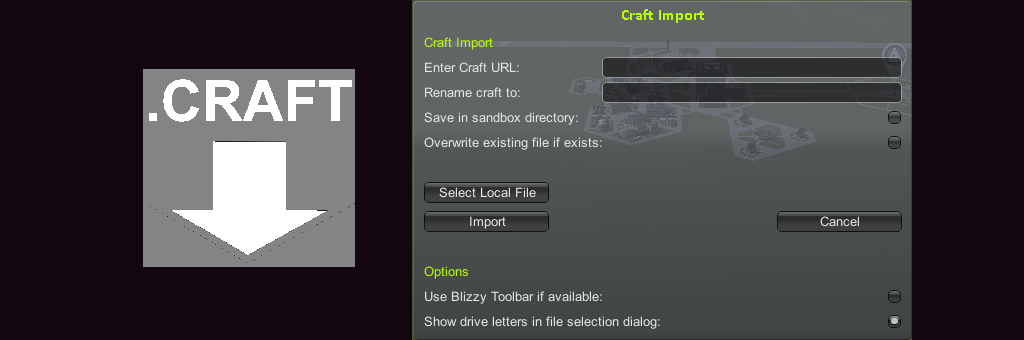 .CRAFT
Craft Import
Craft Import
Enter Craft URL:
Rename craft to:
Save in sandbox directory:
Overwrite existing file if exists:
Select Local File
Import Cancel
Options
Use Blizzy Toolbar if available:
Show drive letters in file selection dialog: